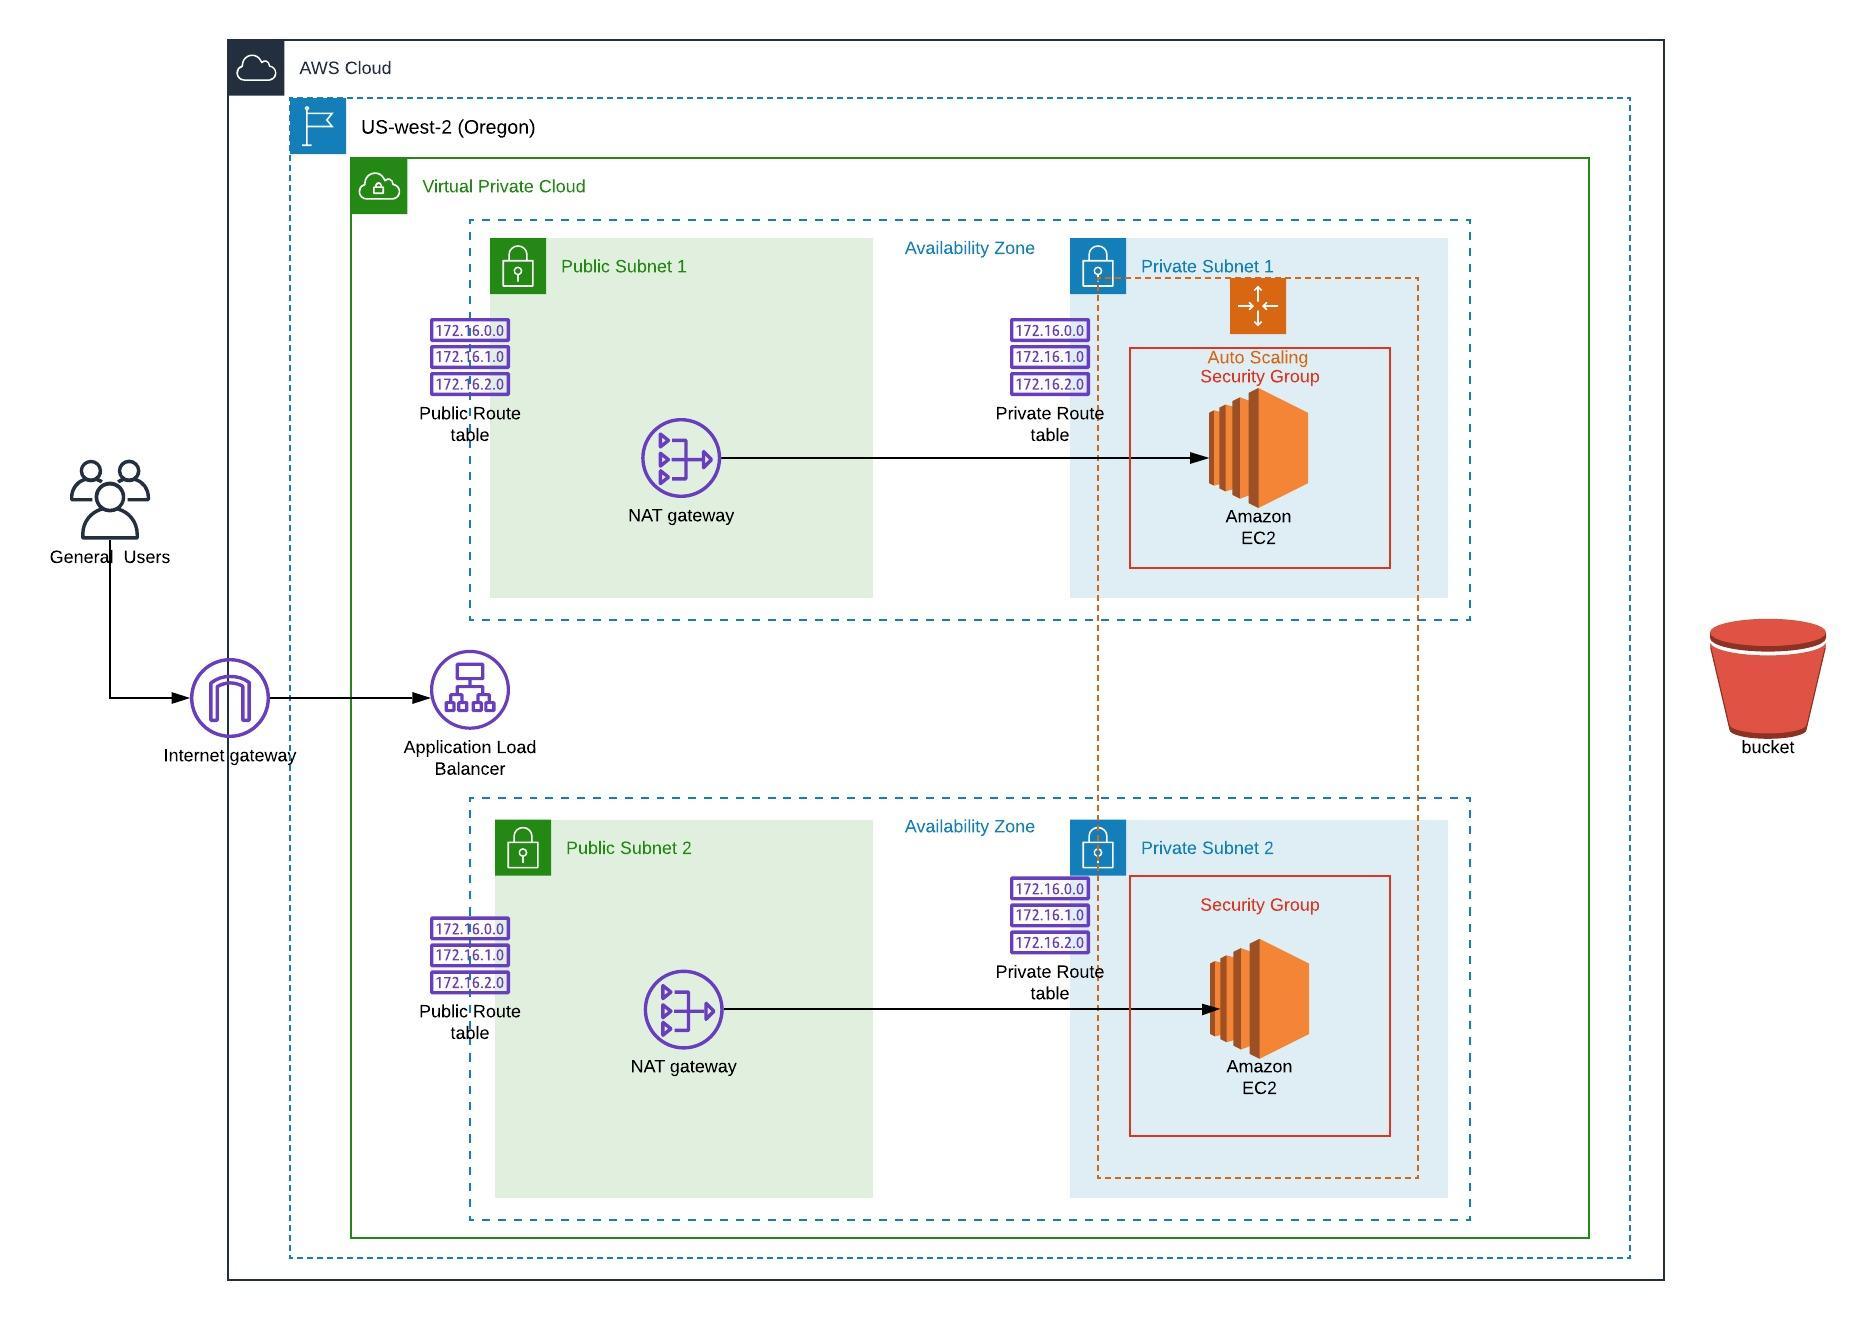 AWS Cloud
US-west-2 (Oregon)
Virtual Private Cloud
Availability Zone
Public Subnet 1
Private Subnet 1
172.16.0.0
172.16.1.0
172.16.2.0
Public Route
table
172.16.0.0
172.16.1.0
172.16.2.0
Private Route
table
Auto Scaling
Security Group
NAT gateway
Amazon
EC2
General  Users
Internet gateway
Application Load
Balancer
bucket
Availability Zone
Public Subnet 2
Private Subnet 2
172.16.0.0
172.16.1.0
172.16.2.0
Public Route
table
172.16.0.0
172.16.1.0
172.16.2.0
Private Route
table
Security Group
NAT gateway
Amazon
EC2